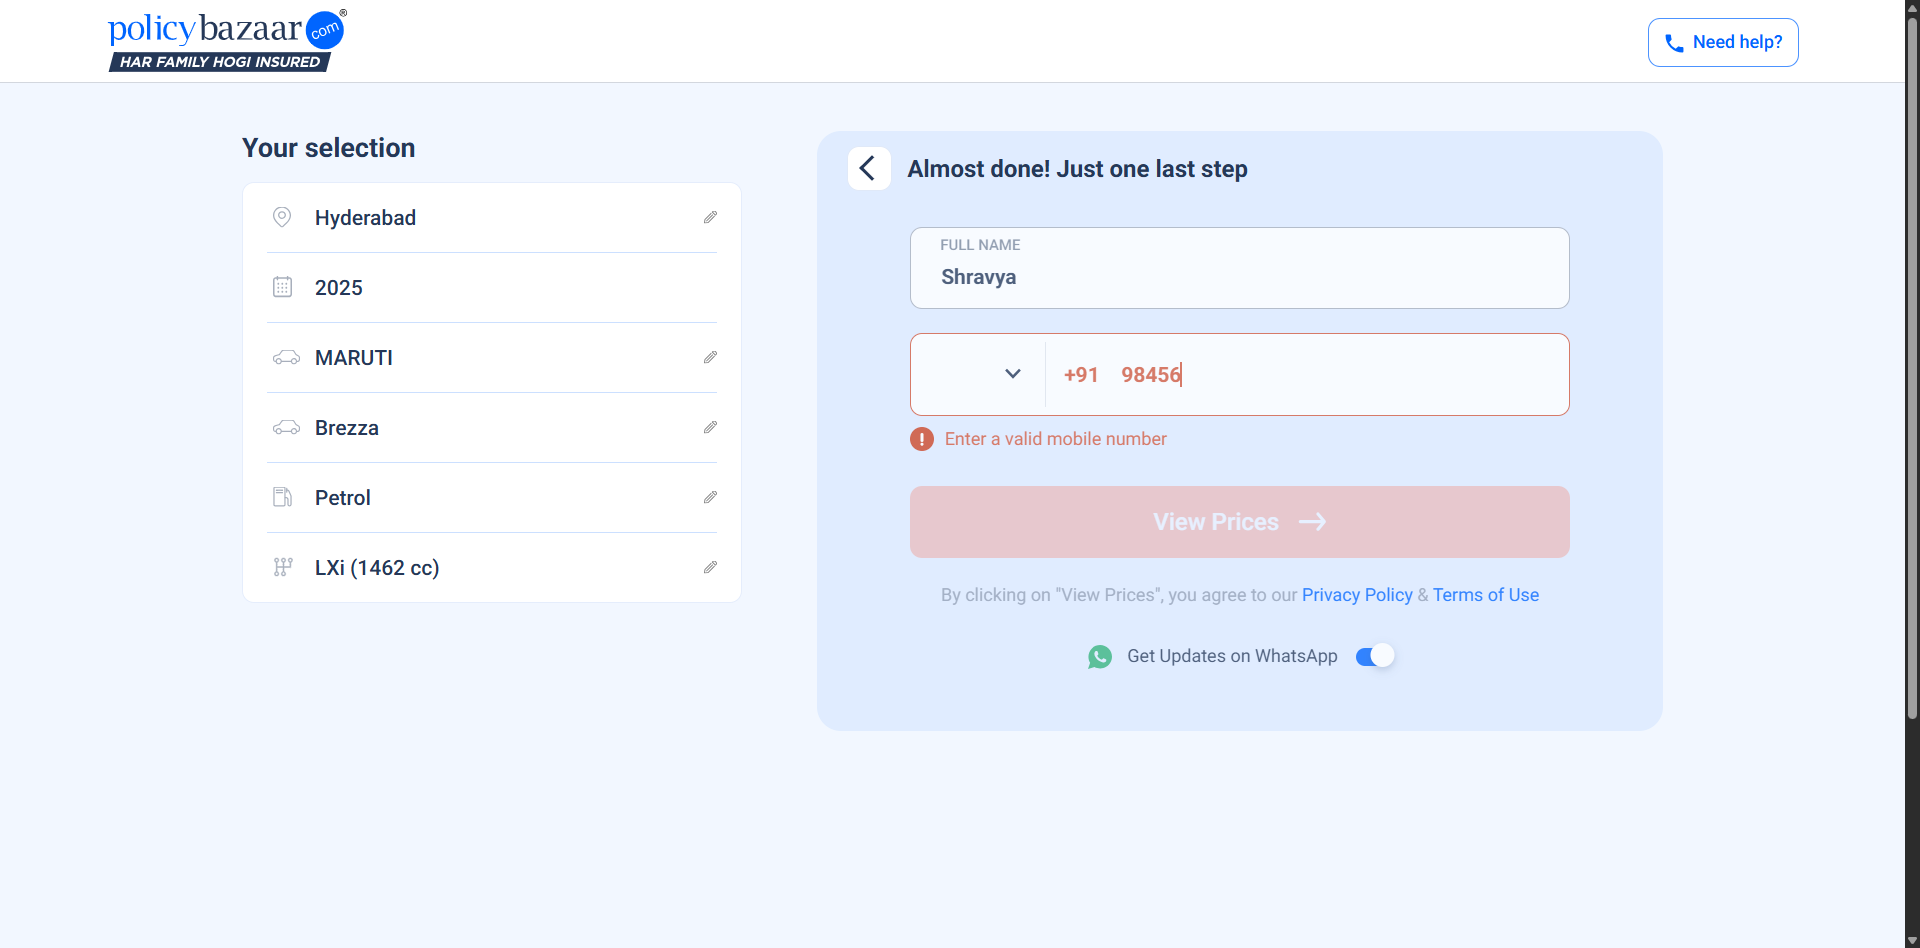 policybazaar.com®
HAR FAMILY HOGI INSURED
Need help?
Your selection
Hyderabad
2025
MARUTI
Brezza
Petrol
LXi (1462 cc)
Almost done! Just one last step
FULL NAME
Shravya
+91 98456
! Enter a valid mobile number
View Prices →
By clicking on "View Prices", you agree to our Privacy Policy & Terms of Use
Get Updates on WhatsApp